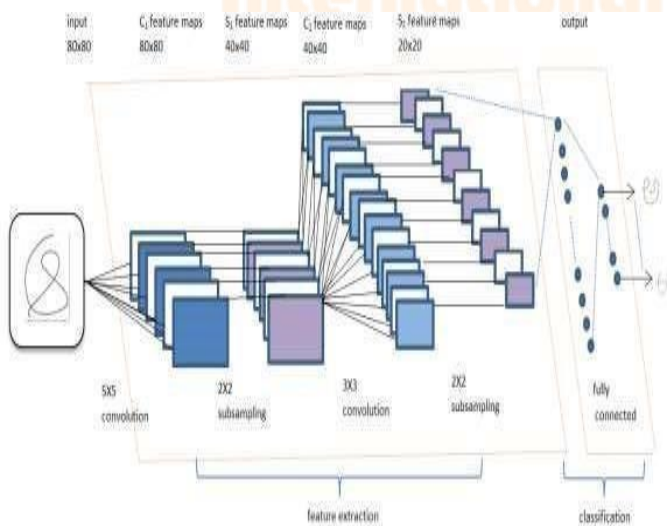 International
input
80x80
C₁ feature maps
80x80
S₁ feature maps
40x40
C₂ feature maps
40x40
S₂ feature maps
20x20
output
5X5
convolution
2X2
subsampling
3X3
convolution
2X2
subsampling
fully
connected
feature extraction
classification